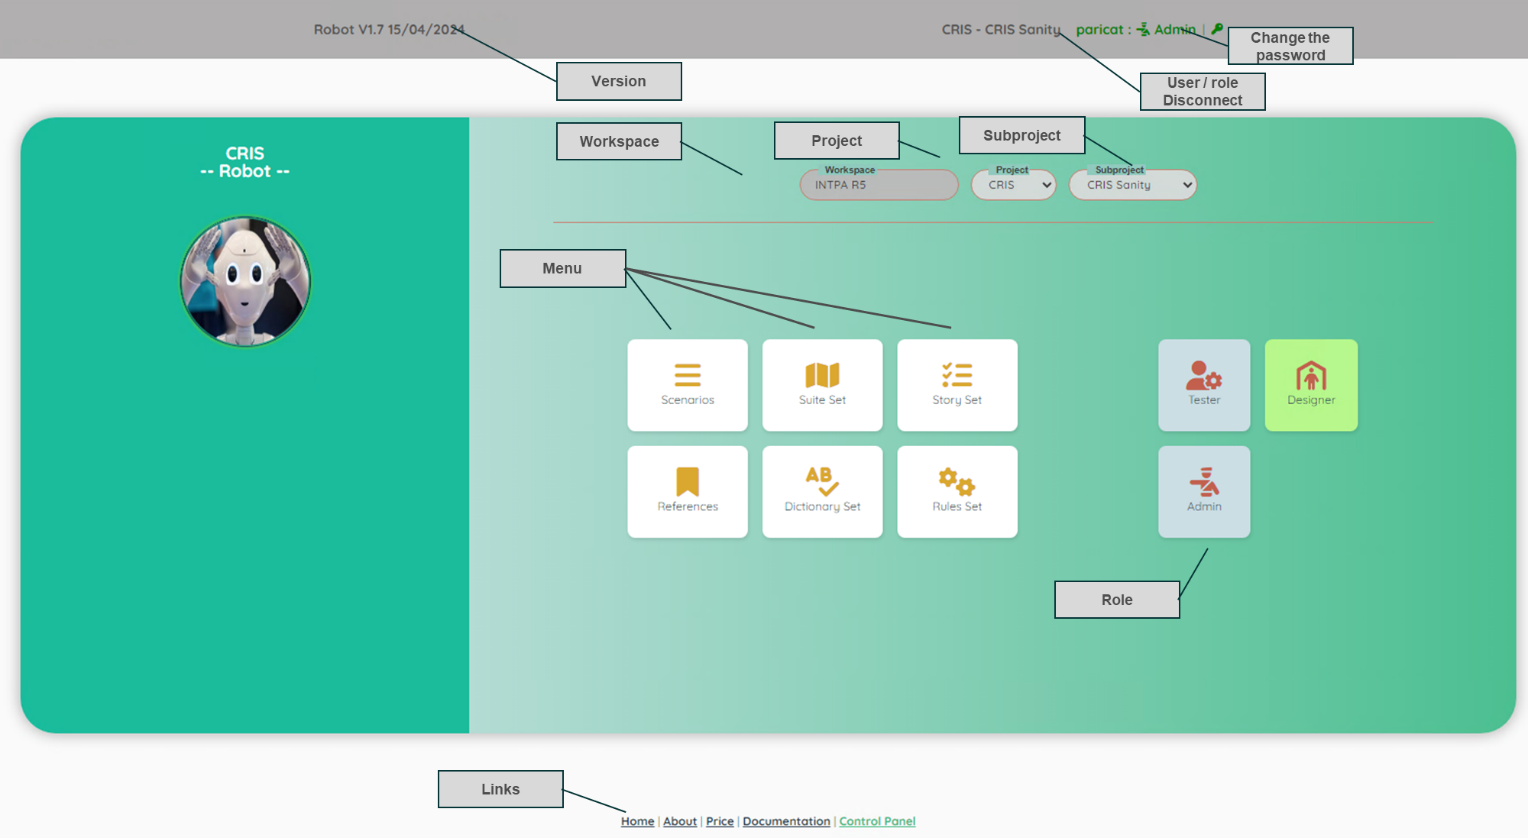 Robot V1.7 15/04/2024
CRIS - CRIS Sanity
paricat : Admin |
Change the
password
Version
User / role
Disconnect
Workspace
Project
Subproject
CRIS
-- Robot --
Workspace
INTPA R5
Project
CRIS
Subproject
CRIS Sanity
Menu
Scenarios
Suite Set
Story Set
Tester
Designer
References
Dictionary Set
Rules Set
Admin
Role
Links
Home | About | Price | Documentation | Control Panel